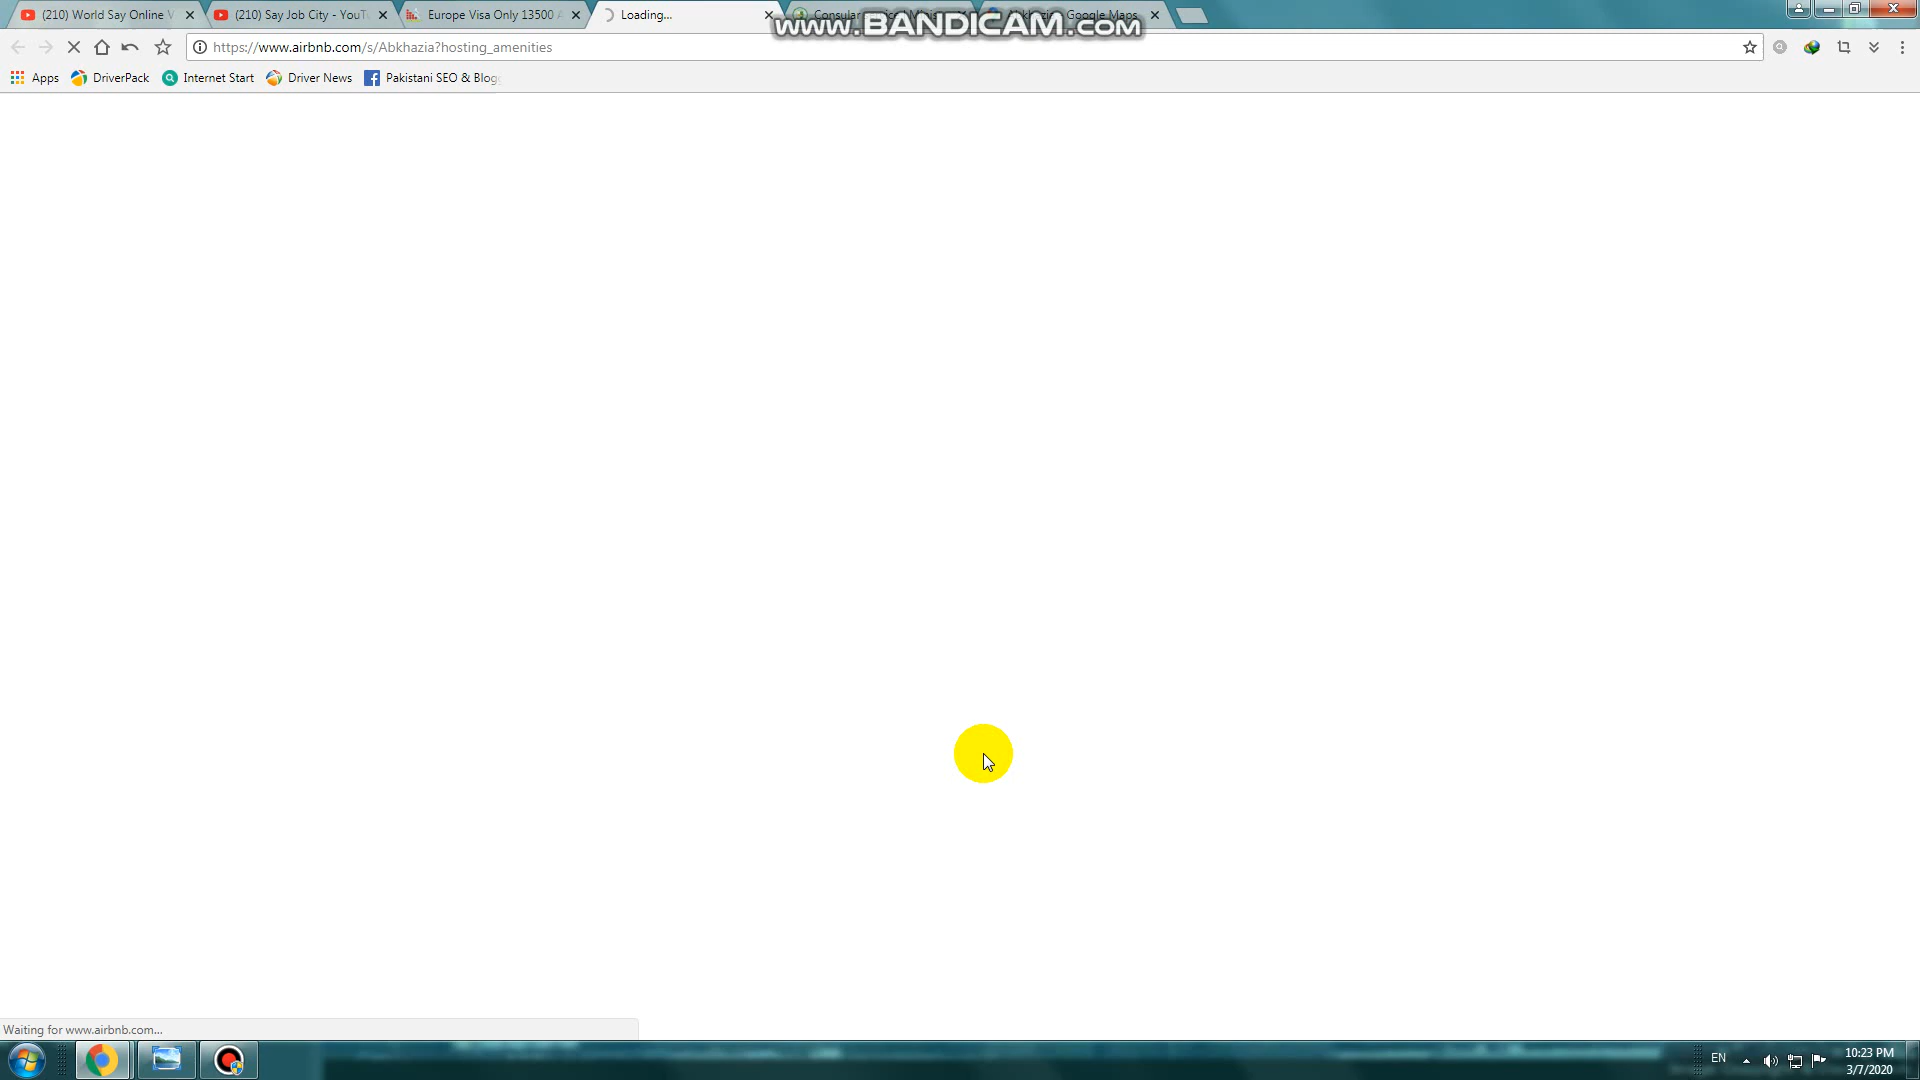 (210) World Say Online V
(210) Say Job City - YouTu
Europe Visa Only 13500 A
Loading...
Consular
Google Maps
www.BANDICAM.com
https://www.airbnb.com/s/Abkhazia?hosting_amenities
Apps
DriverPack
Internet Start
Driver News
Pakistani SEO & Blog
Waiting for www.airbnb.com...
EN
10:23 PM
3/7/2020